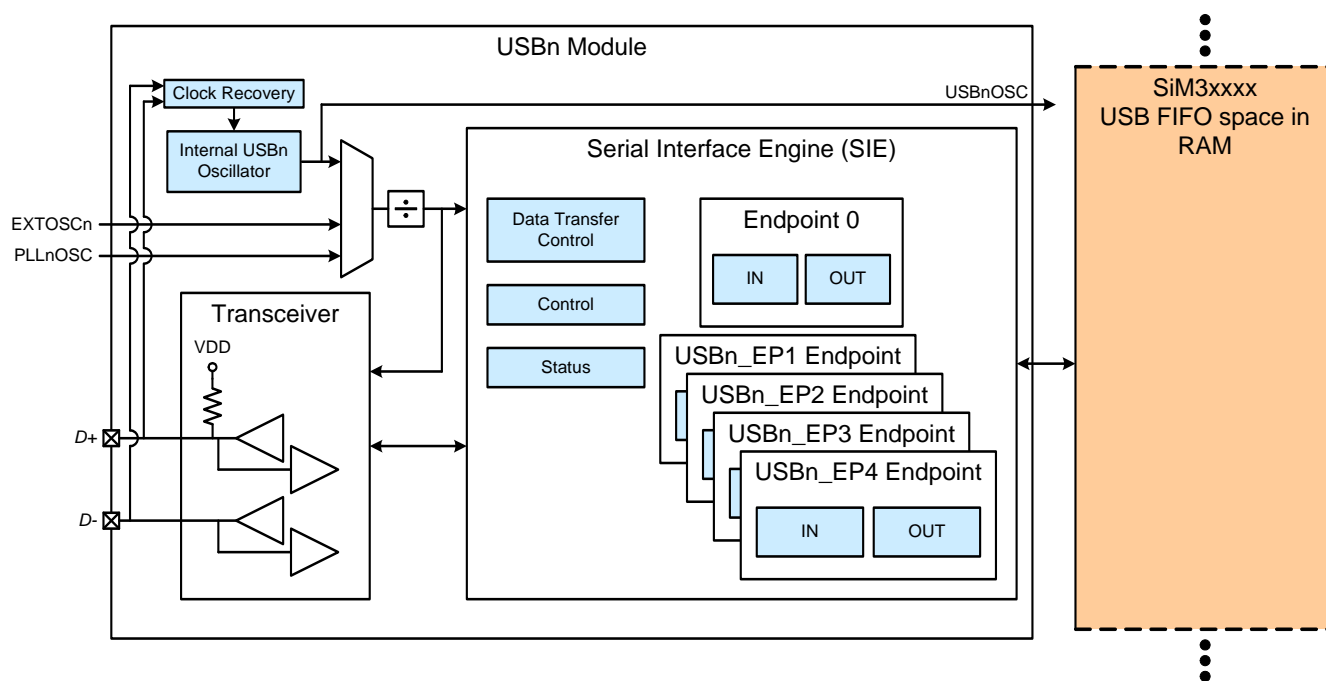 USBn Module
Clock Recovery
Internal USBn
Oscillator
USBnOSC
EXTOSCn
PLLnOSC
÷
Serial Interface Engine (SIE)
Data Transfer
Control
Control
Status
Endpoint 0
IN
OUT
USBn_EP1 Endpoint
USBn_EP2 Endpoint
USBn_EP3 Endpoint
USBn_EP4 Endpoint
IN
OUT
Transceiver
VDD
D+
D-
SiM3xxxx
USB FIFO space in
RAM